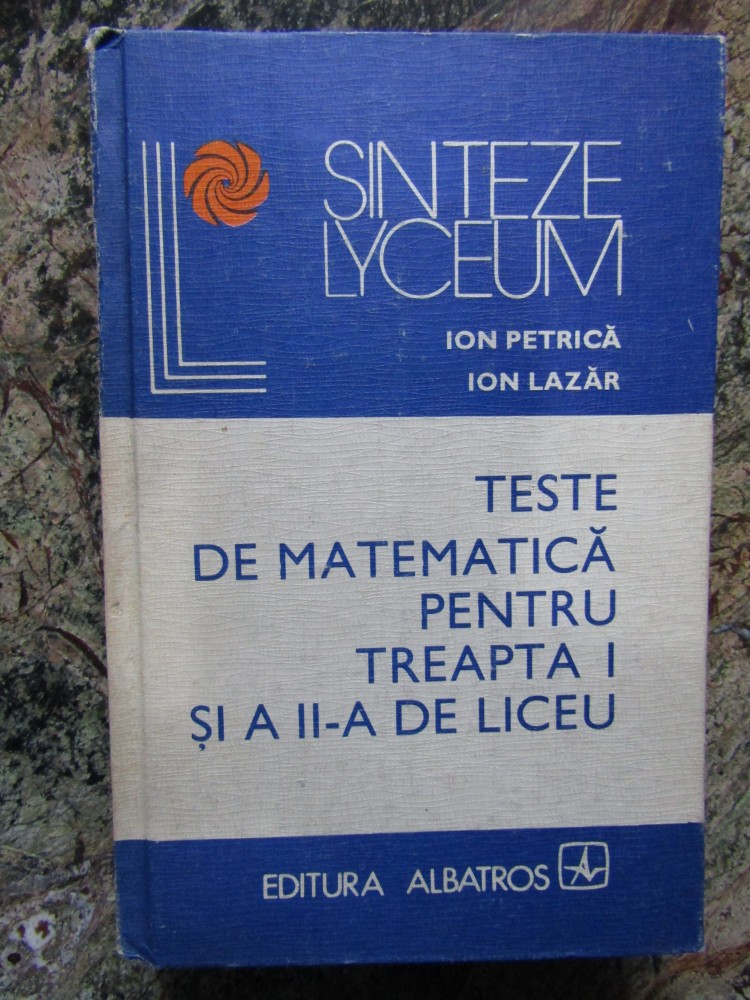 SINTEZE
LYCEUM
ION PETRICĂ
ION LAZĂR
TESTE
DE MATEMATICĂ
PENTRU
TREAPTA I
ȘI A II-A DE LICEU
EDITURA ALBATROS